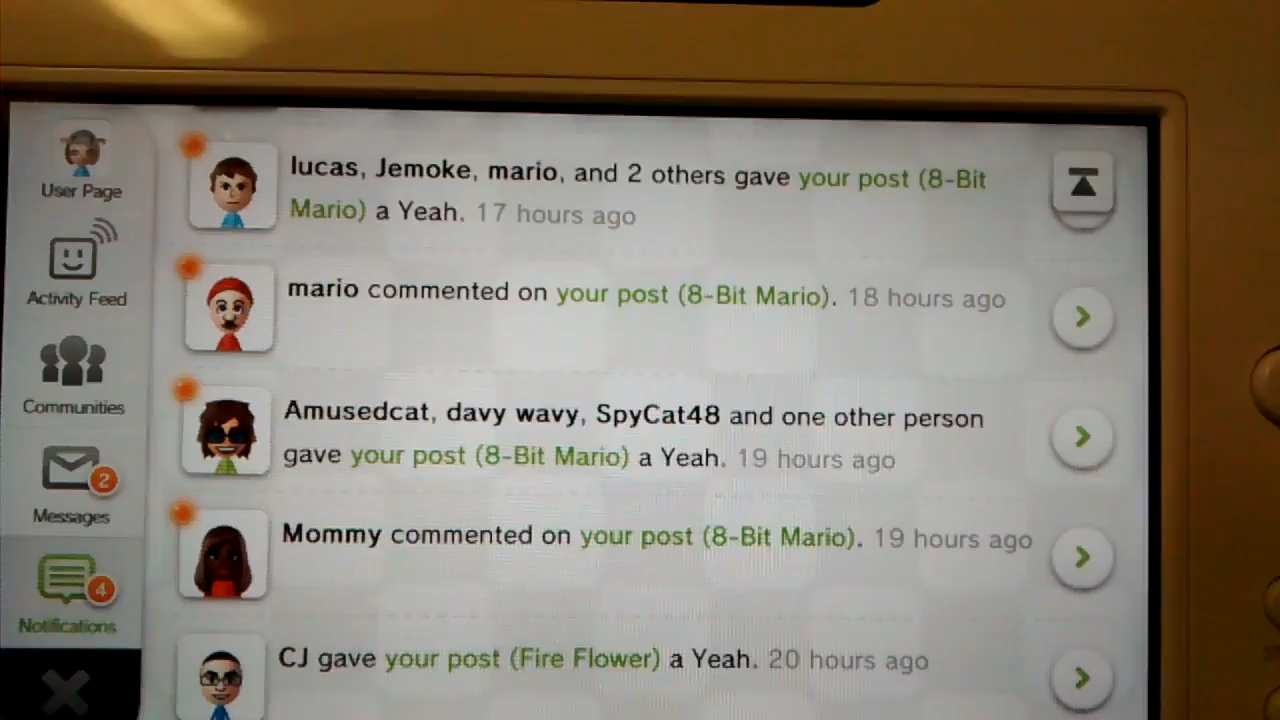 User Page
Activity Feed
Communities
2
Messages
4
Notifications
lucas, Jemoke, mario, and 2 others gave your post (8-Bit
Mario) a Yeah. 17 hours ago
mario commented on your post (8-Bit Mario). 18 hours ago
Amusedcat, davy wavy, SpyCat48 and one other person
gave your post (8-Bit Mario) a Yeah. 19 hours ago
Mommy commented on your post (8-Bit Mario). 19 hours ago
CJ gave your post (Fire Flower) a Yeah. 20 hours ago